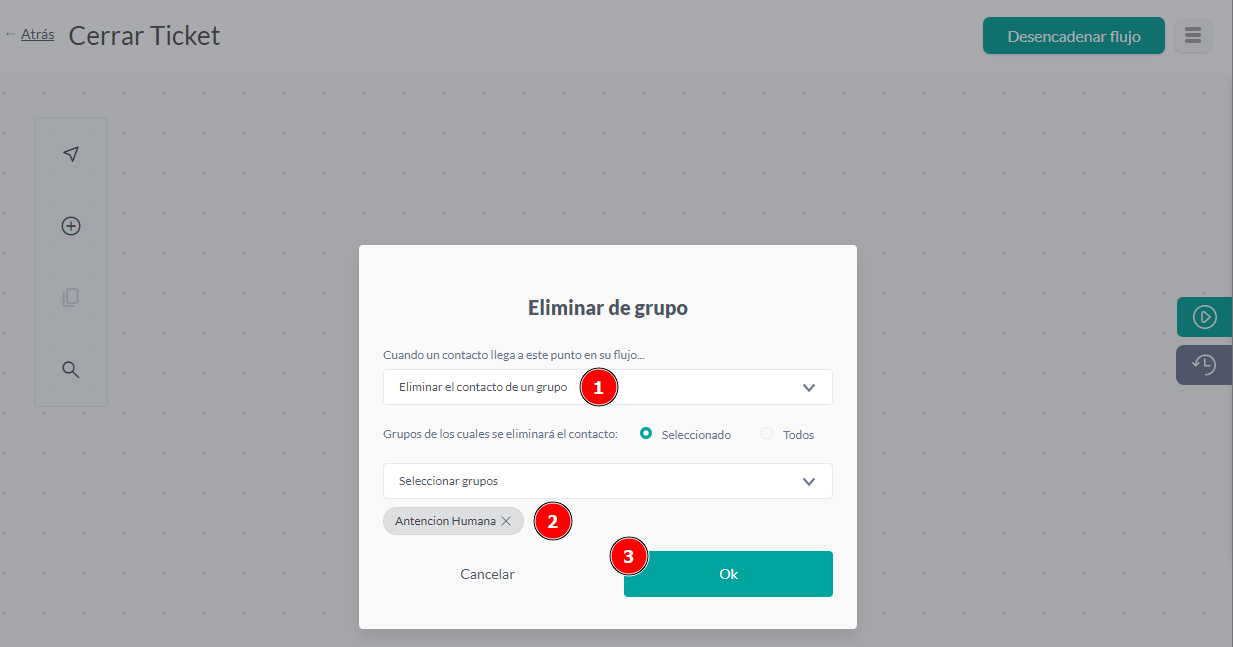 ← Atrás Cerrar Ticket Desencadenar flujo
Eliminar de grupo
Cuando un contacto llega a este punto en su flujo...
Eliminar el contacto de un grupo 1
Grupos de los cuales se eliminará el contacto: Seleccionado Todos
Seleccionar grupos
Antencion Humana × 2
3
Cancelar Ok